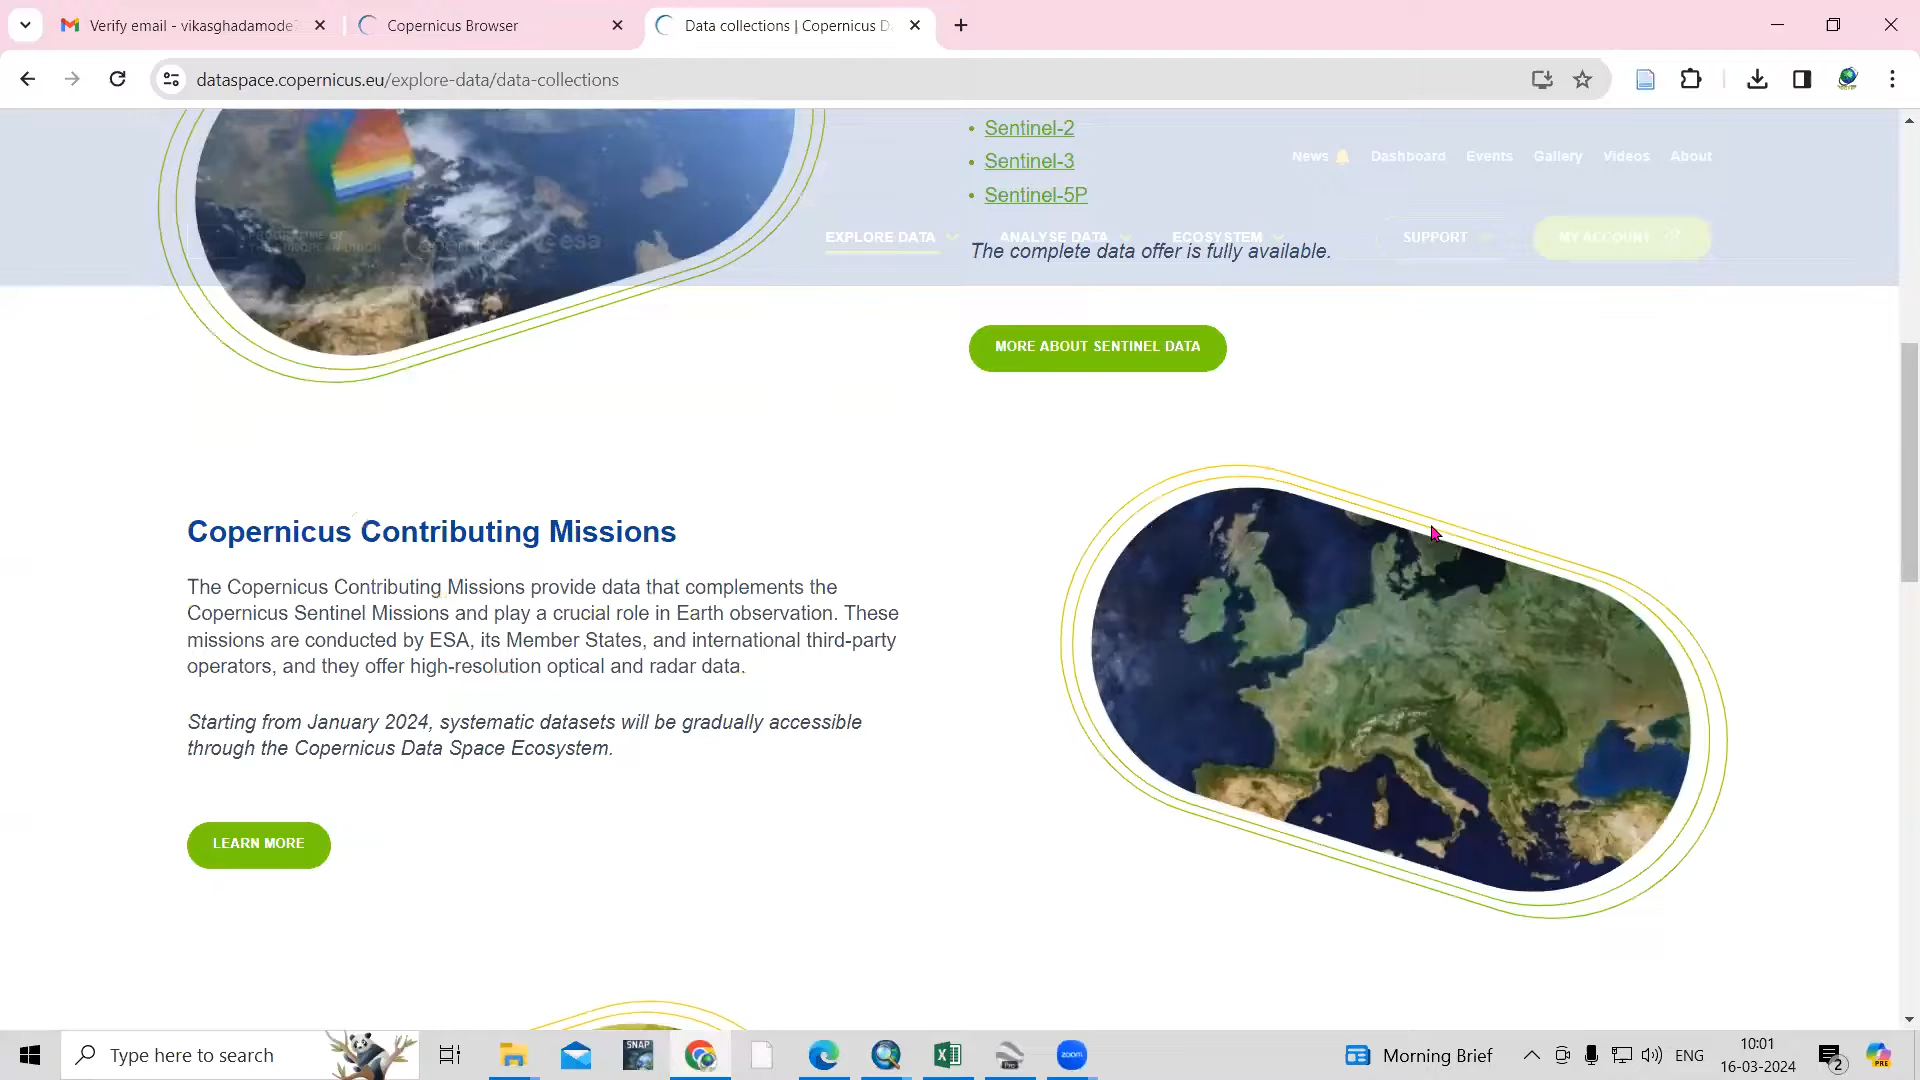 Verify email - vikasghadamode
Copernicus Browser
Data collections | Copernicus D
dataspace.copernicus.eu/explore-data/data-collections
Sentinel-2
Sentinel-3
Sentinel-5P
News
Dashboard
Events
Gallery
Videos
About
EXPLORE DATA
ANALYSE DATA
ECOSYSTEM
SUPPORT
MY ACCOUNT
esa
The complete data offer is fully available.
MORE ABOUT SENTINEL DATA
Copernicus Contributing Missions
The Copernicus Contributing Missions provide data that complements the
Copernicus Sentinel Missions and play a crucial role in Earth observation. These
missions are conducted by ESA, its Member States, and international third-party
operators, and they offer high-resolution optical and radar data.
Starting from January 2024, systematic datasets will be gradually accessible
through the Copernicus Data Space Ecosystem.
LEARN MORE
Type here to search
SNAP
Pro
zoom
Morning Brief
ENG
10:01
16-03-2024
2
PRE